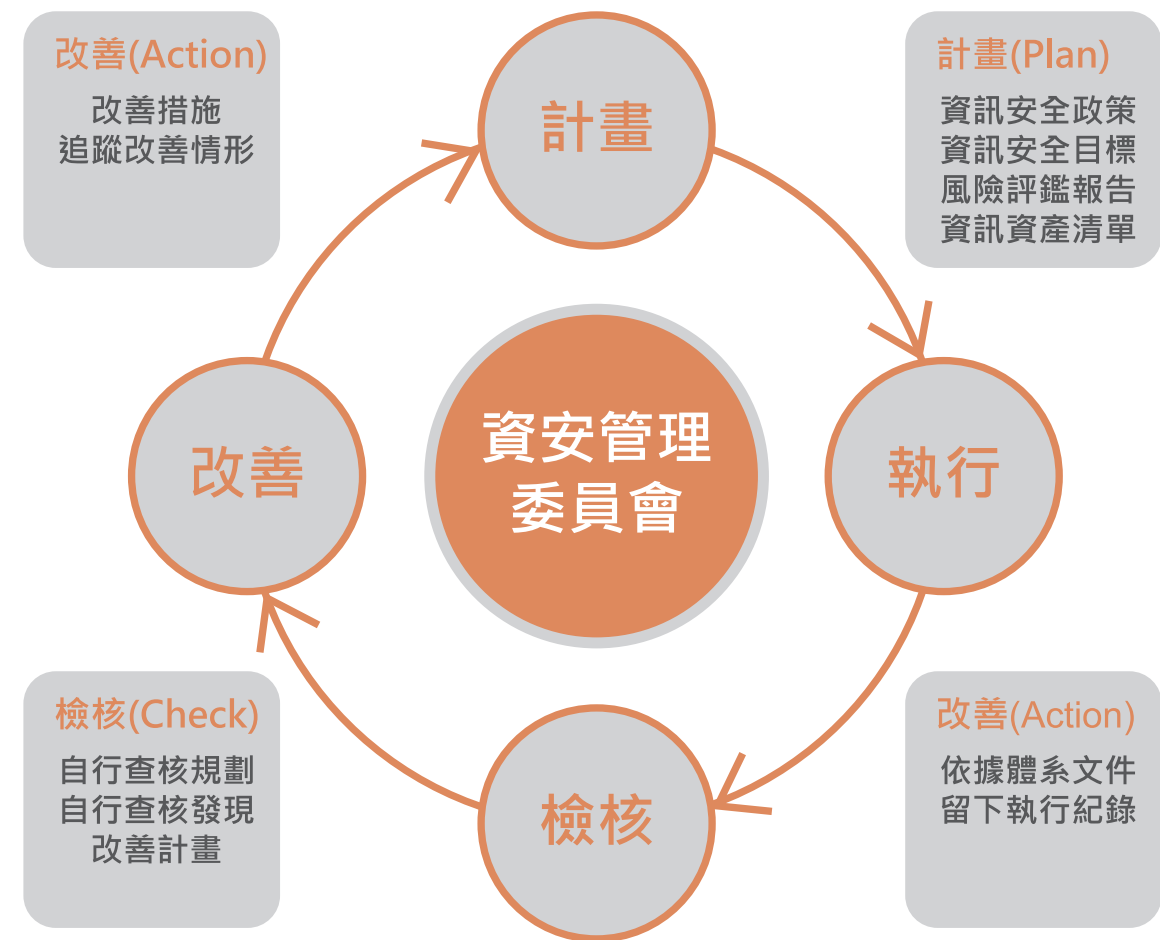 改善(Action)
改善措施
追蹤改善情形
計畫
計畫(Plan)
資訊安全政策
資訊安全目標
風險評鑑報告
資訊資產清單
改善
資安管理
委員會
執行
檢核(Check)
自行查核規劃
自行查核發現
改善計畫
檢核
改善(Action)
依據體系文件
留下執行紀錄